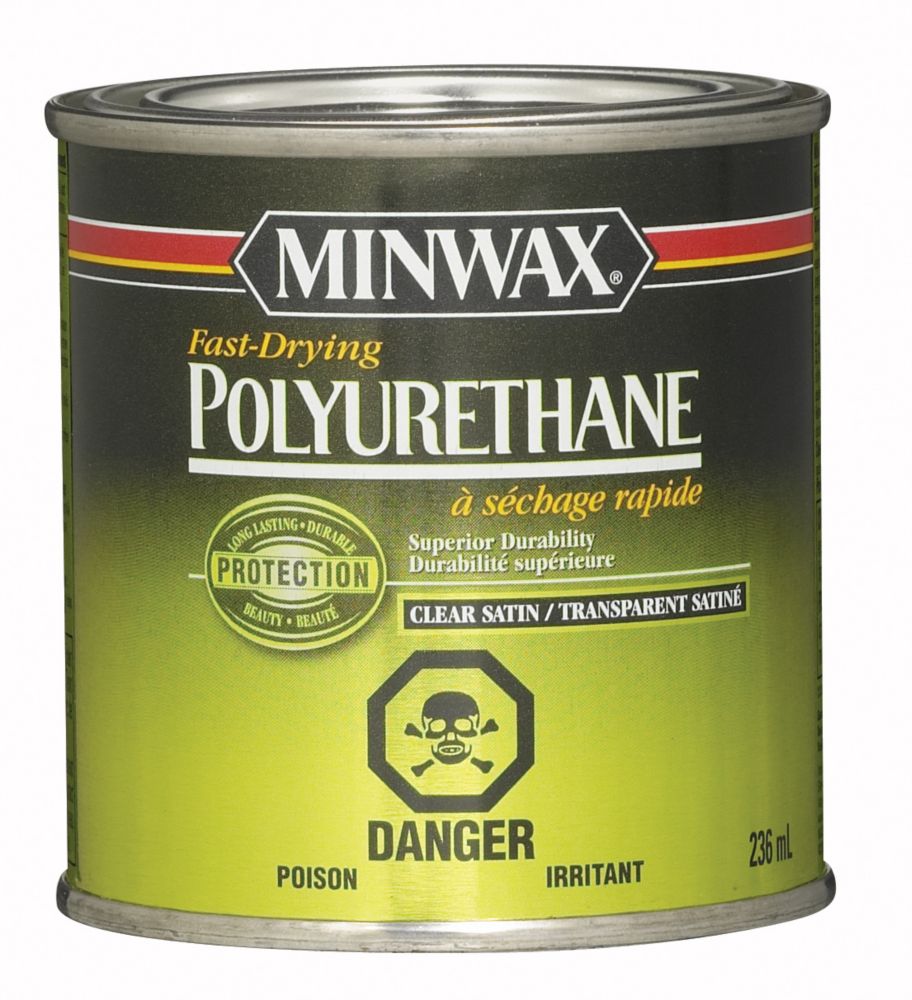 MINWAX®
Fast-Drying
POLYURETHANE
à séchage rapide
LONG LASTING • DURABLE
PROTECTION
BEAUTY • BEAUTÉ
Superior Durability
Durabilité supérieure
CLEAR SATIN / TRANSPARENT SATINÉ
DANGER
POISON IRRITANT
236 mL